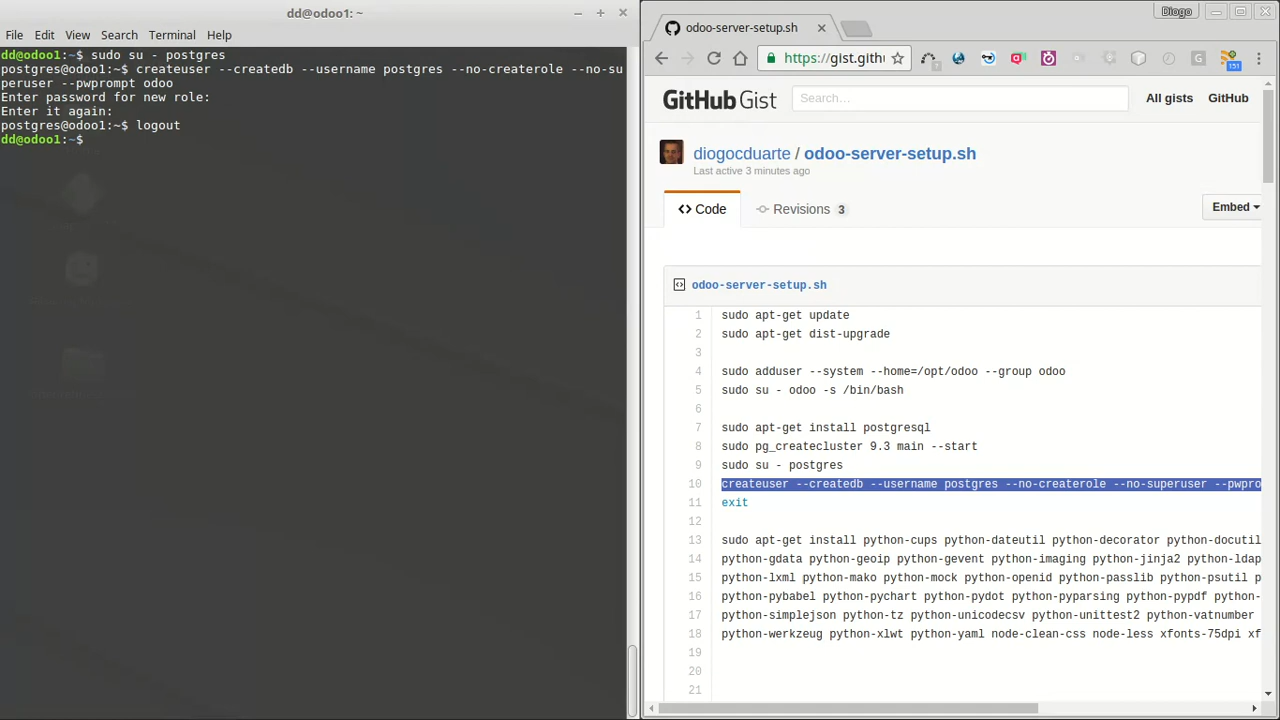 dd@odoo1: ~
File Edit View Search Terminal Help
dd@odoo1:~$ sudo su - postgres
postgres@odoo1:~$ createuser --createdb --username postgres --no-createrole --no-su
peruser --pwprompt odoo
Enter password for new role:
Enter it again:
postgres@odoo1:~$ logout
dd@odoo1:~$
odoo-server-setup.sh
Diogo
https://gist.gith
151
GitHub Gist
Search…
All gists
GitHub
diogocduarte / odoo-server-setup.sh
Last active 3 minutes ago
Code
Revisions 3
Embed
odoo-server-setup.sh
1 sudo apt-get update
2 sudo apt-get dist-upgrade
3
4 sudo adduser --system --home=/opt/odoo --group odoo
5 sudo su - odoo -s /bin/bash
6
7 sudo apt-get install postgresql
8 sudo pg_createcluster 9.3 main --start
9 sudo su - postgres
10 createuser --createdb --username postgres --no-createrole --no-superuser --pwpro
11 exit
12
13 sudo apt-get install python-cups python-dateutil python-decorator python-docutil
14 python-gdata python-geoip python-gevent python-imaging python-jinja2 python-ldap
15 python-lxml python-mako python-mock python-openid python-passlib python-psutil p
16 python-pybabel python-pychart python-pydot python-pyparsing python-pypdf python-
17 python-simplejson python-tz python-unicodecsv python-unittest2 python-vatnumber
18 python-werkzeug python-xlwt python-yaml node-clean-css node-less xfonts-75dpi xf
19
20
21